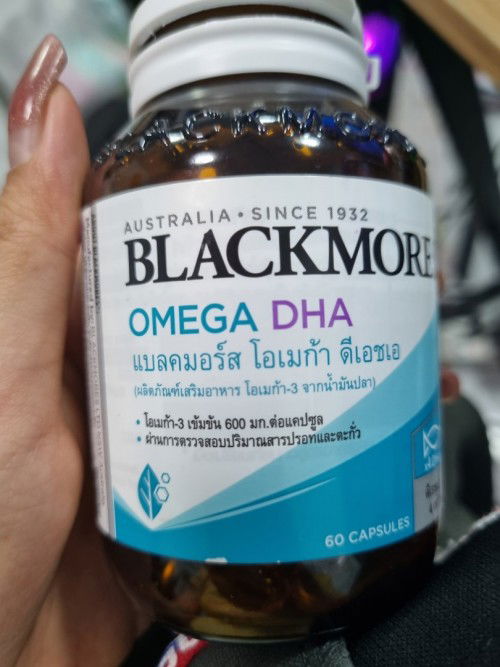 AUSTRALIA • SINCE 1932
BLACKMORE
OMEGA DHA
แบลคมอร์ส โอเมก้า ดีเอชเอ
(ผลิตภัณฑ์เสริมอาหาร โอเมก้า-3 จากน้ำมันปลา)
• โอเมก้า-3 เข้มข้น 600 มก.ต่อแคปซูล
• ผ่านการตรวจสอบปริมาณสารปรอทและตะกั่ว
60 CAPSULES